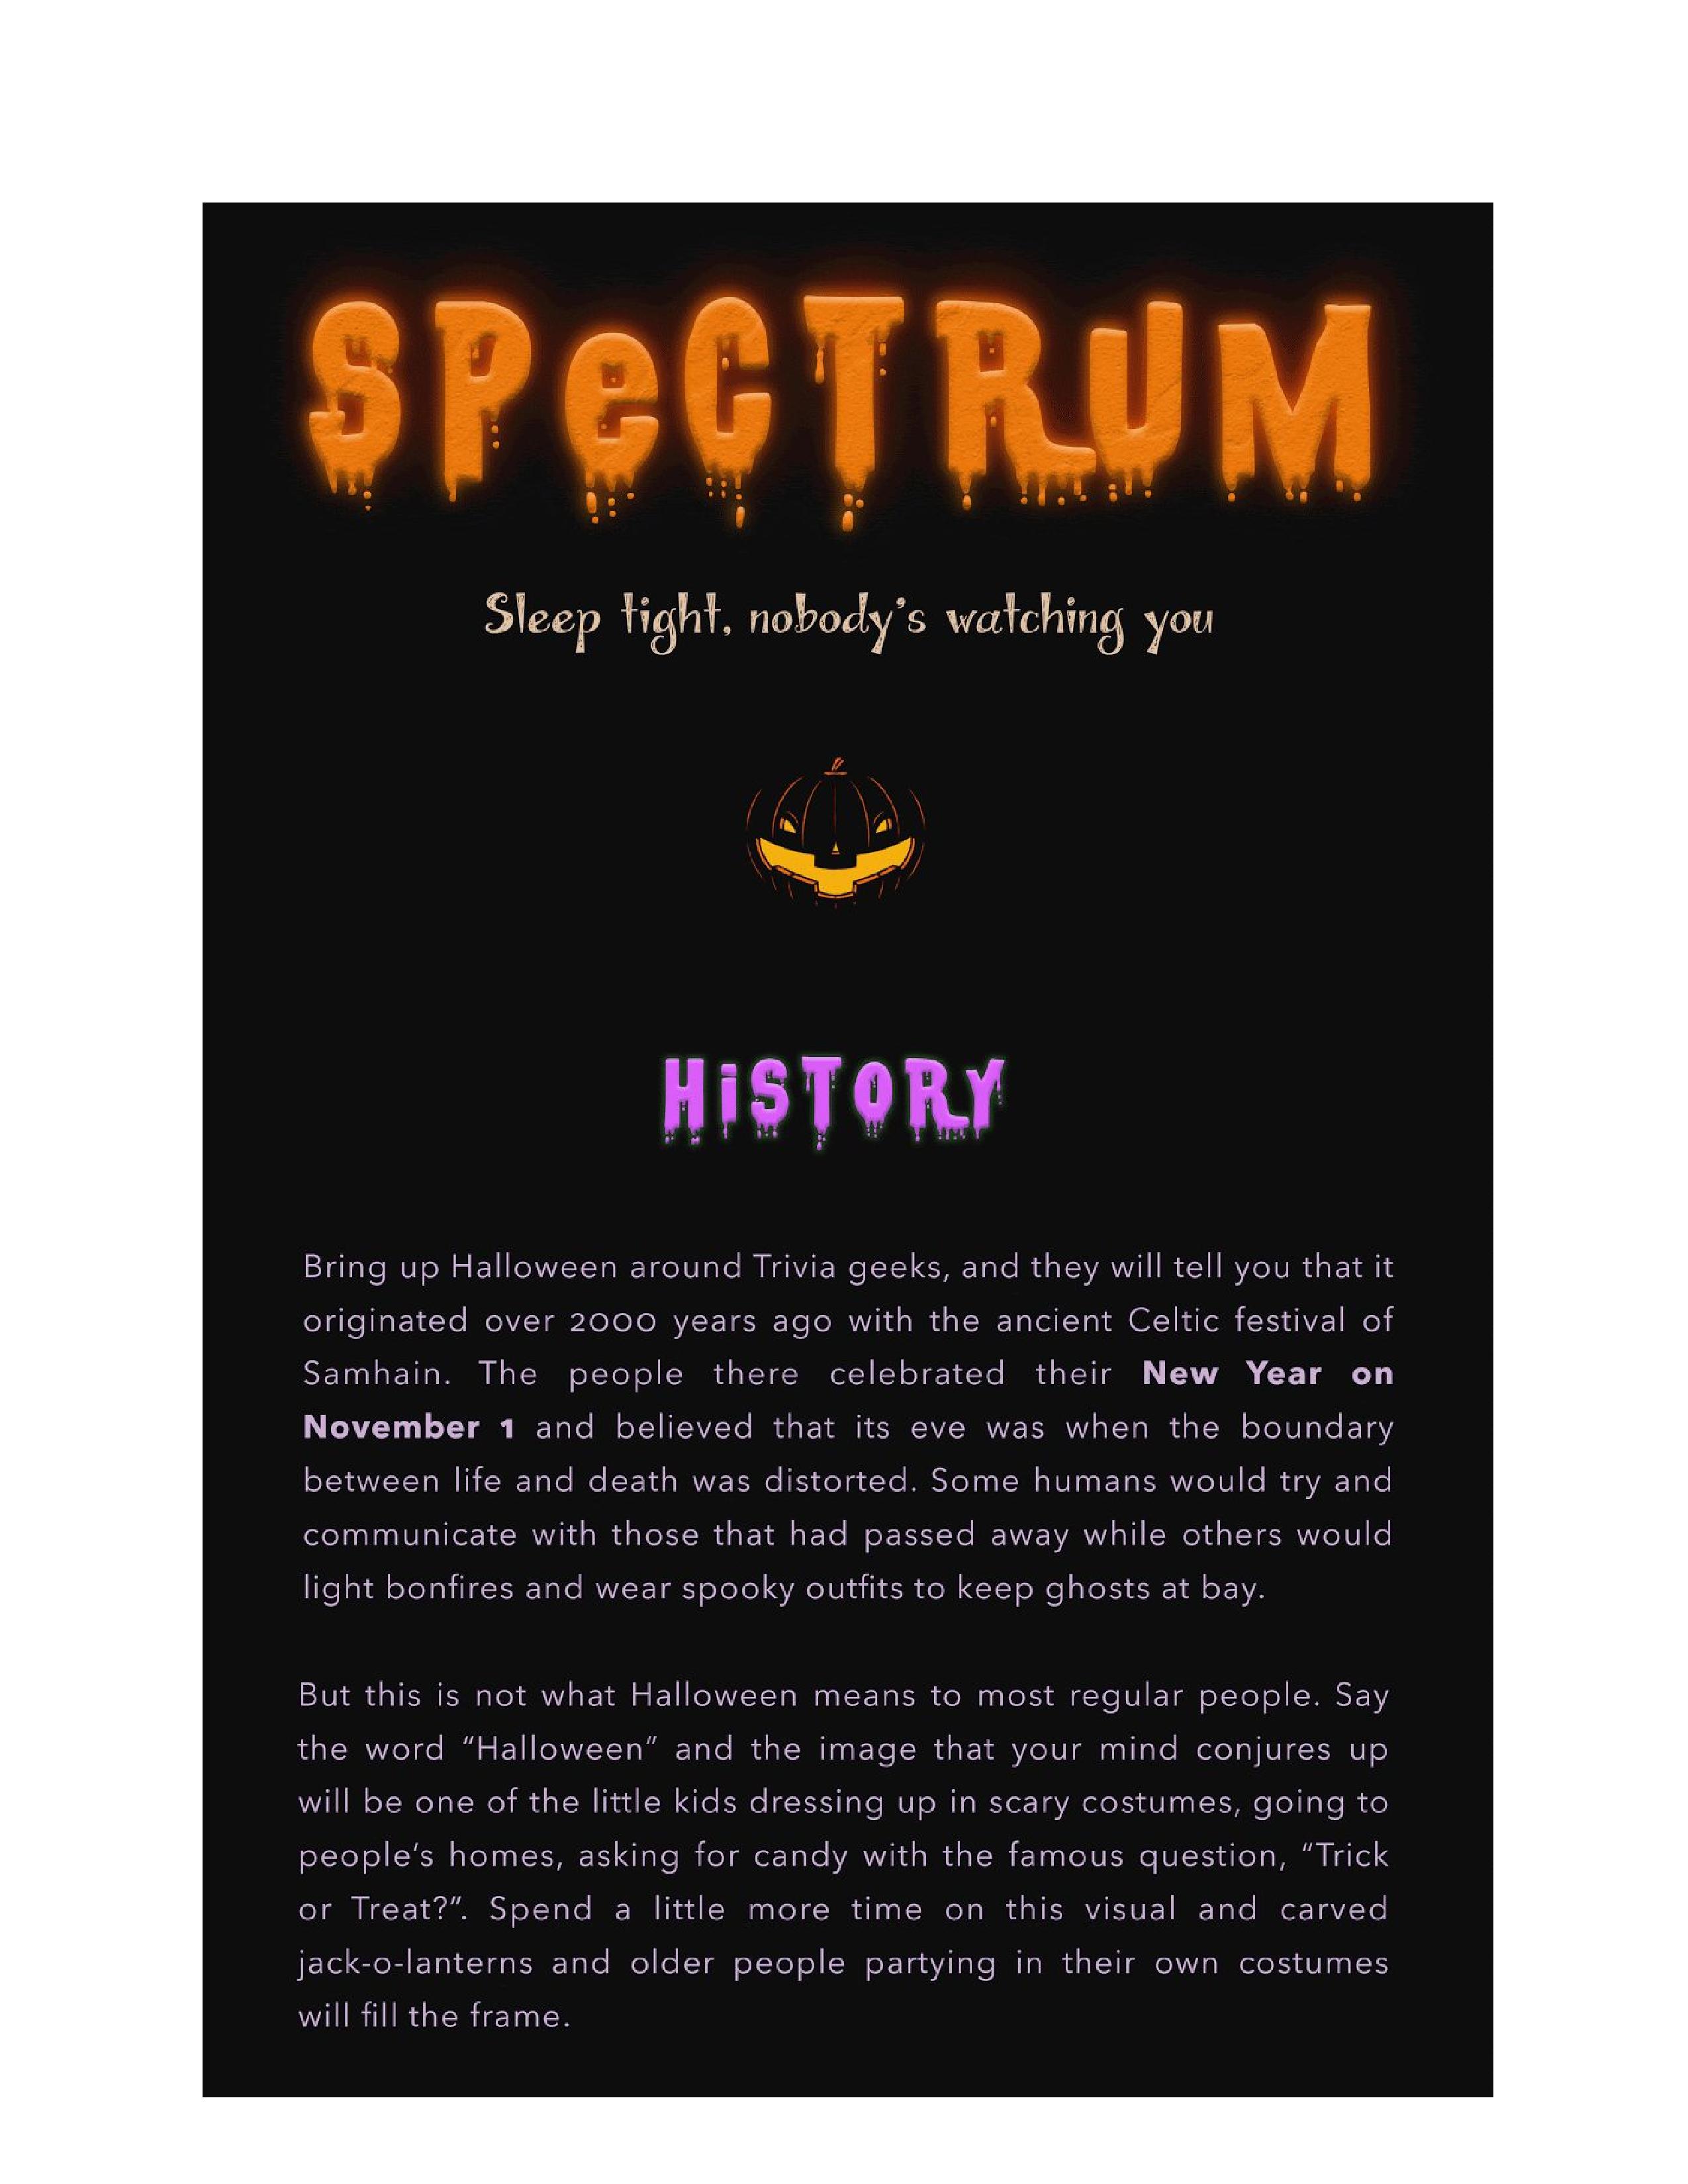 SPeCTRUM
Sleep tight, nobody's watching you
HiSTORY
Bring up Halloween around Trivia geeks, and they will tell you that it
originated over 2000 years ago with the ancient Celtic festival of
Samhain. The people there celebrated their New Year on
November 1 and believed that its eve was when the boundary
between life and death was distorted. Some humans would try and
communicate with those that had passed away while others would
light bonfires and wear spooky outfits to keep ghosts at bay.
But this is not what Halloween means to most regular people. Say
the word “Halloween” and the image that your mind conjures up
will be one of the little kids dressing up in scary costumes, going to
people's homes, asking for candy with the famous question, “Trick
or Treat?”. Spend a little more time on this visual and carved
jack-o-lanterns and older people partying in their own costumes
will fill the frame.